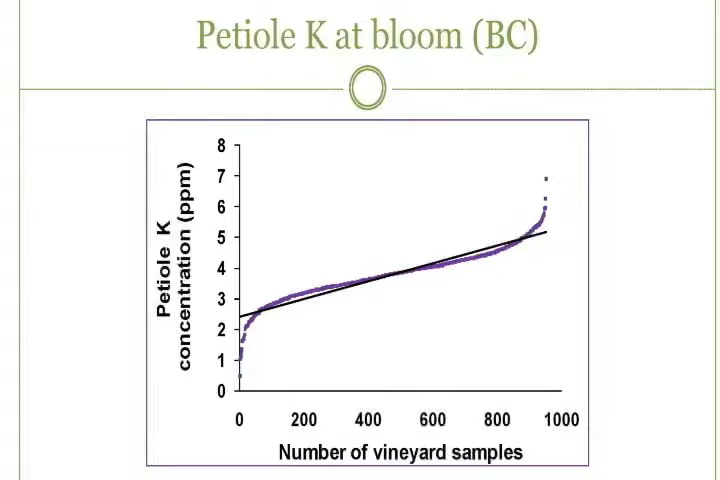 Petiole K at bloom (BC)
8
7
6
5
4
3
2
1
0
Petiole K
concentration (ppm)
0 200 400 600 800 1000
Number of vineyard samples